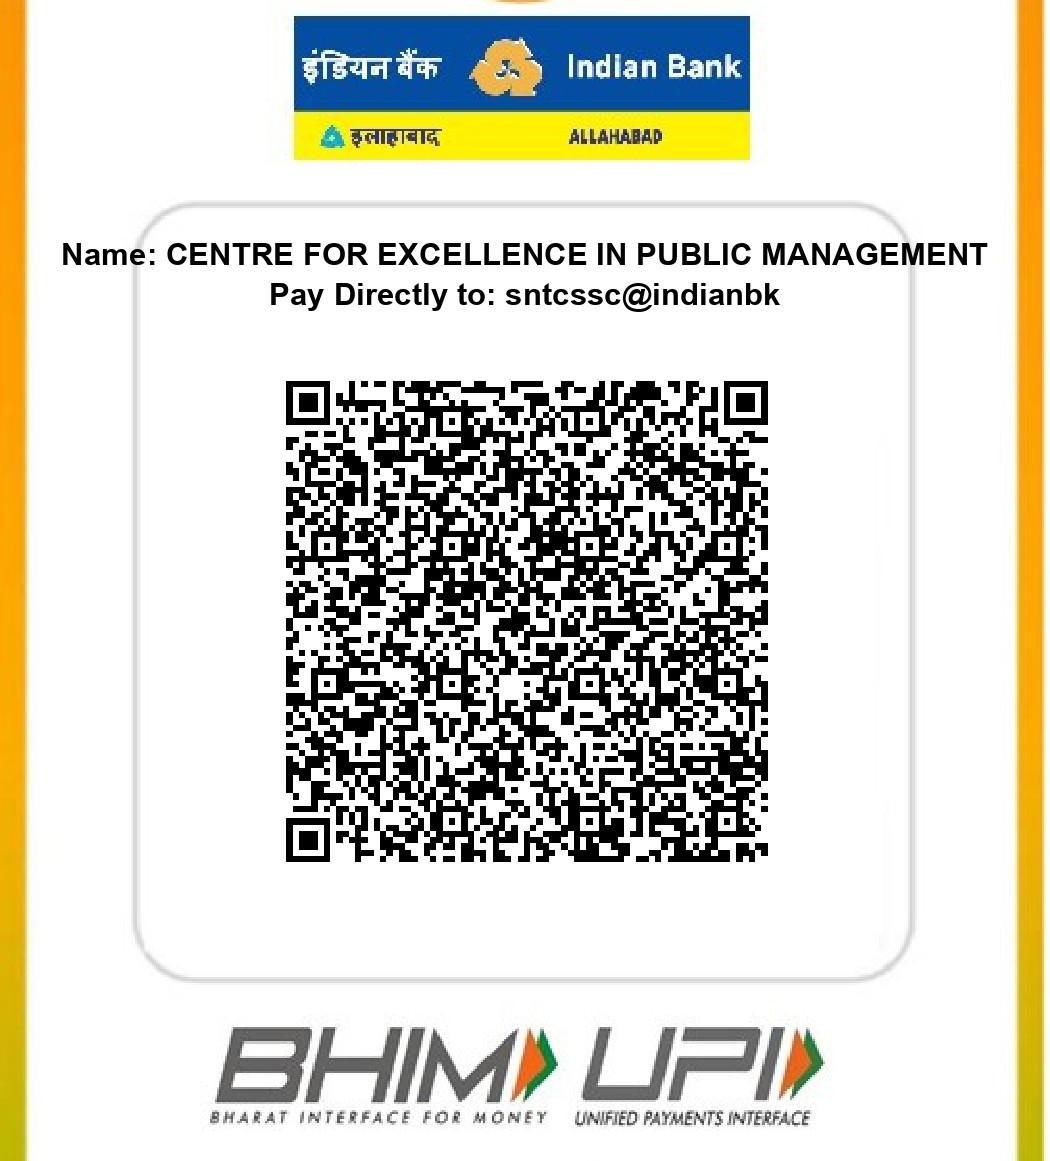 इंडियन बैंक Indian Bank
इलाहाबाद ALLAHABAD
Name: CENTRE FOR EXCELLENCE IN PUBLIC MANAGEMENT
Pay Directly to: sntcssc@indianbk
BHIM UPI
BHARAT INTERFACE FOR MONEY UNIFIED PAYMENTS INTERFACE